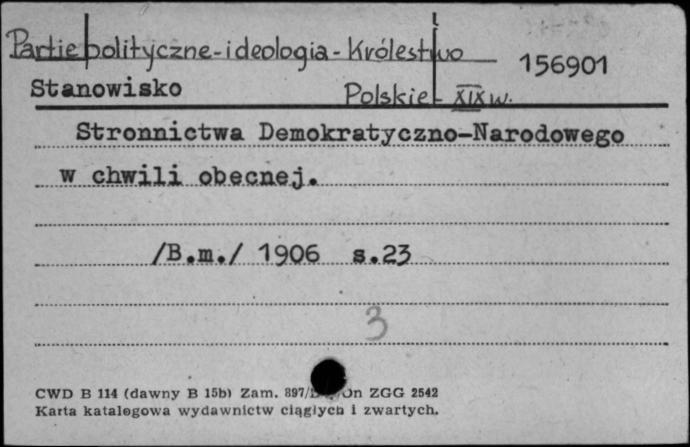 Partie polityczne - ideologia - Królestwo
156901
Stanowisko
Polskie - XIX w.
Stronnictwa Demokratyczno-Narodowego
w chwili obecnej.
/B.m./ 1906 s.23
3
CWD B 114 (dawny B 15b) Zam. 897/ ZGG 2542
Karta katalogowa wydawnictw ciągłych i zwartych.